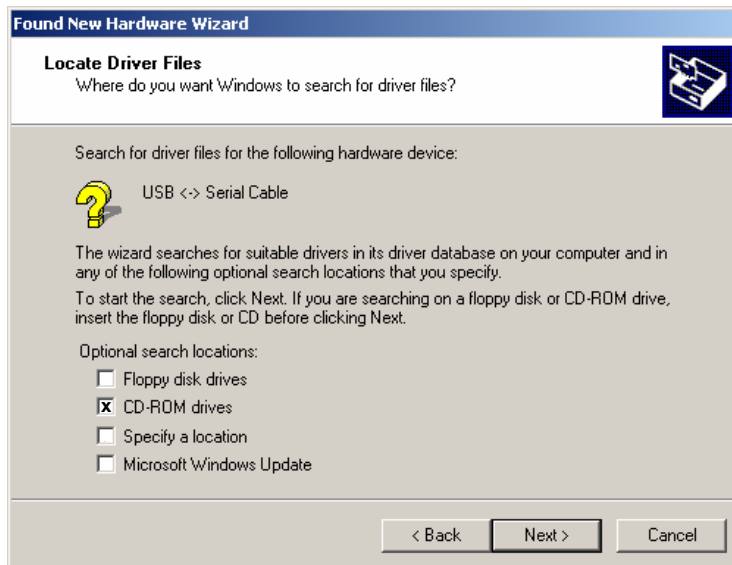 Found New Hardware Wizard
Locate Driver Files
Where do you want Windows to search for driver files?
Search for driver files for the following hardware device:
USB <-> Serial Cable
The wizard searches for suitable drivers in its driver database on your computer and in
any of the following optional search locations that you specify.
To start the search, click Next. If you are searching on a floppy disk or CD-ROM drive,
insert the floppy disk or CD before clicking Next.
Optional search locations:
Floppy disk drives
CD-ROM drives
Specify a location
Microsoft Windows Update
< Back Next > Cancel